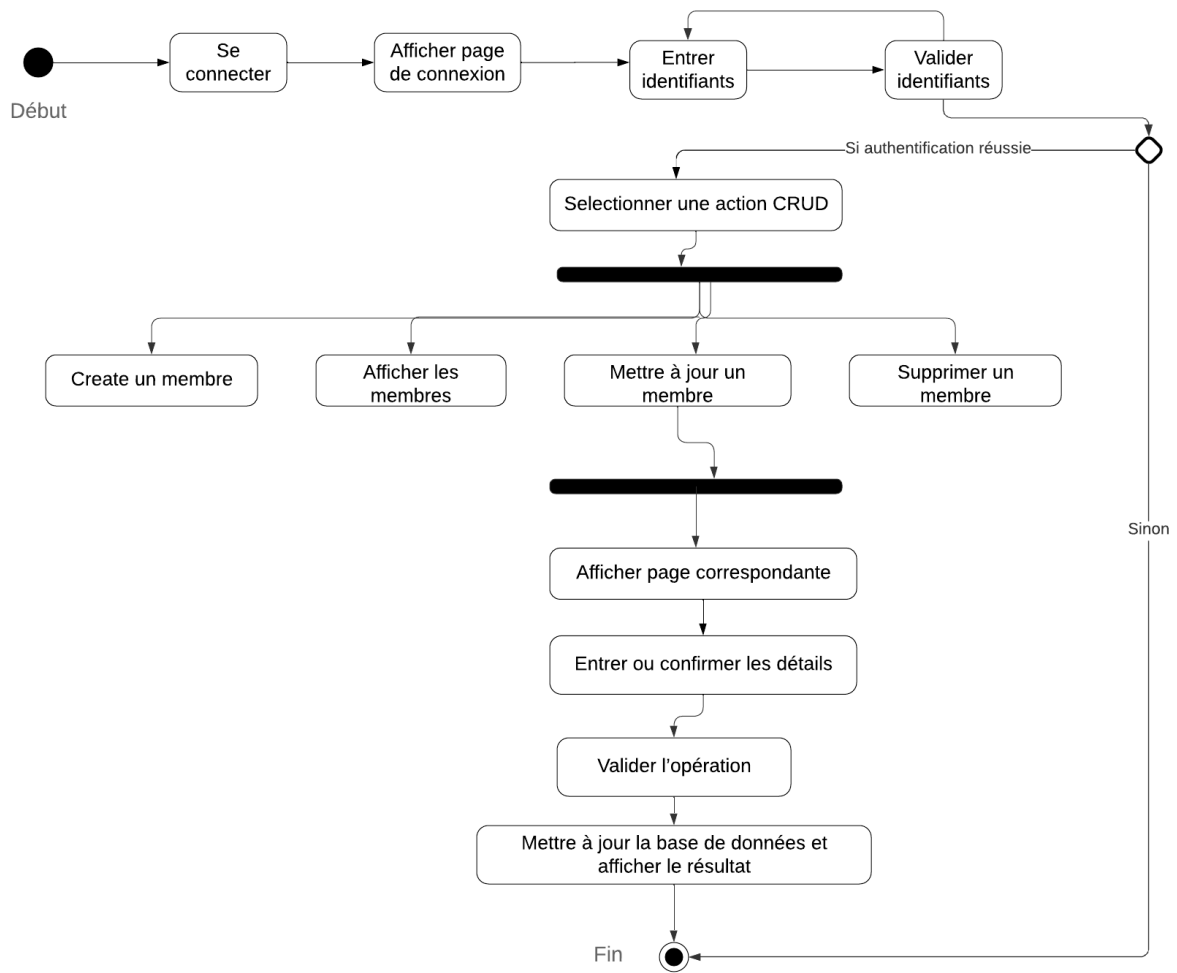 Se
connecter
Afficher page
de connexion
Entrer
identifiants
Valider
identifiants
Début
Si authentification réussie
Selectionner une action CRUD
Create un membre
Afficher les
membres
Mettre à jour un
membre
Supprimer un
membre
Sinon
Afficher page correspondante
Entrer ou confirmer les détails
Valider l’opération
Mettre à jour la base de données et
afficher le résultat
Fin